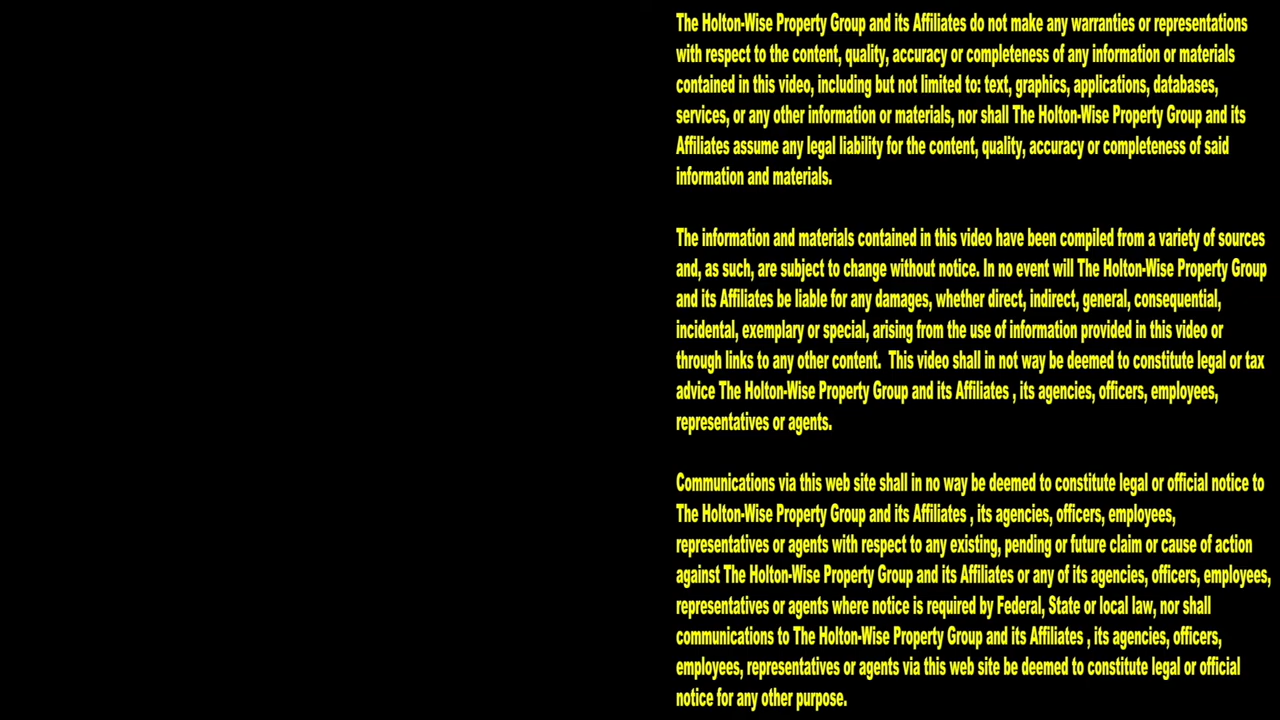 The Holton-Wise Property Group and its Affiliates do not make any warranties or representations
with respect to the content, quality, accuracy or completeness of any information or materials
contained in this video, including but not limited to: text, graphics, applications, databases,
services, or any other information or materials, nor shall The Holton-Wise Property Group and its
Affiliates assume any legal liability for the content, quality, accuracy or completeness of said
information and materials.
The information and materials contained in this video have been compiled from a variety of sources
and, as such, are subject to change without notice. In no event will The Holton-Wise Property Group
and its Affiliates be liable for any damages, whether direct, indirect, general, consequential,
incidental, exemplary or special, arising from the use of information provided in this video or
through links to any other content.  This video shall in not way be deemed to constitute legal or tax
advice The Holton-Wise Property Group and its Affiliates , its agencies, officers, employees,
representatives or agents.
Communications via this web site shall in no way be deemed to constitute legal or official notice to
The Holton-Wise Property Group and its Affiliates , its agencies, officers, employees,
representatives or agents with respect to any existing, pending or future claim or cause of action
against The Holton-Wise Property Group and its Affiliates or any of its agencies, officers, employees,
representatives or agents where notice is required by Federal, State or local law, nor shall
communications to The Holton-Wise Property Group and its Affiliates , its agencies, officers,
employees, representatives or agents via this web site be deemed to constitute legal or official
notice for any other purpose.